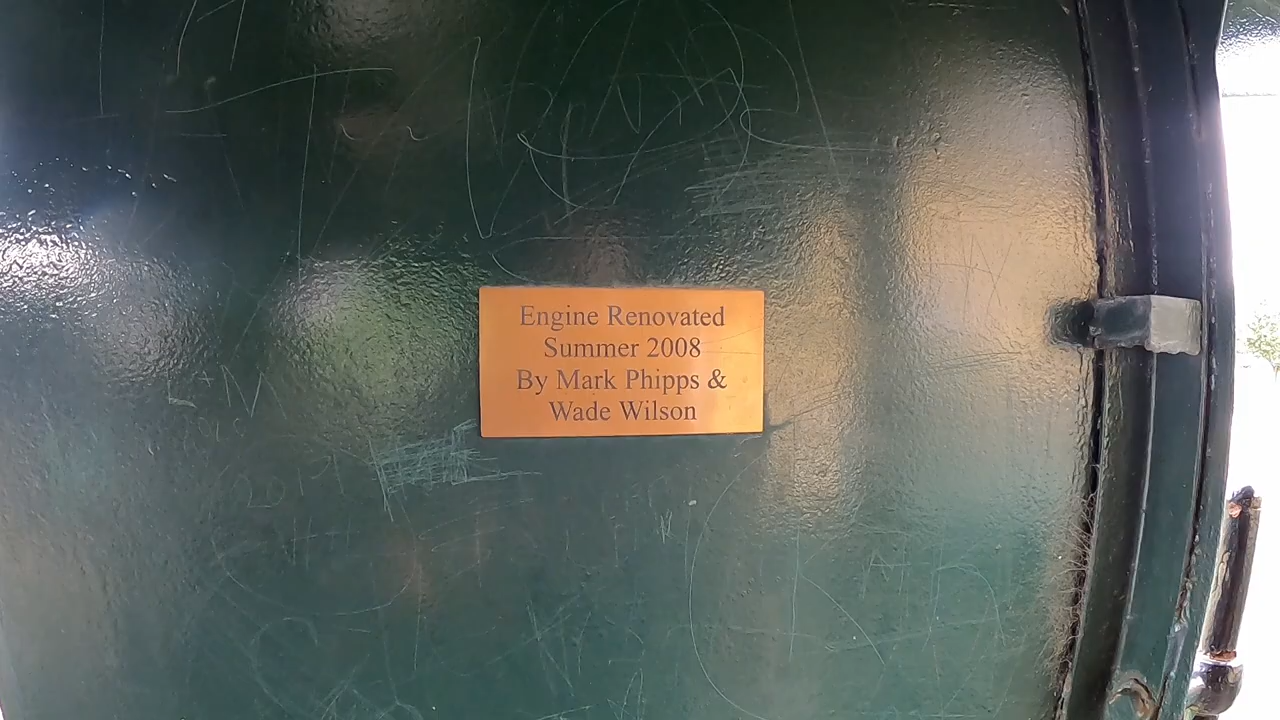 Engine Renovated
Summer 2008
By Mark Phipps &
Wade Wilson